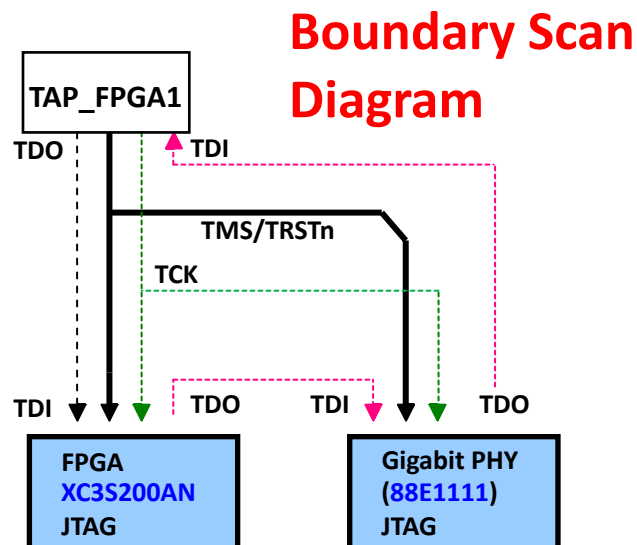 Boundary Scan
Diagram
TAP_FPGA1
TDO
TDI
TMS/TRSTn
TCK
TDI
TDO
TDI
TDO
FPGA
XC3S200AN
JTAG
Gigabit PHY
(88E1111)
JTAG